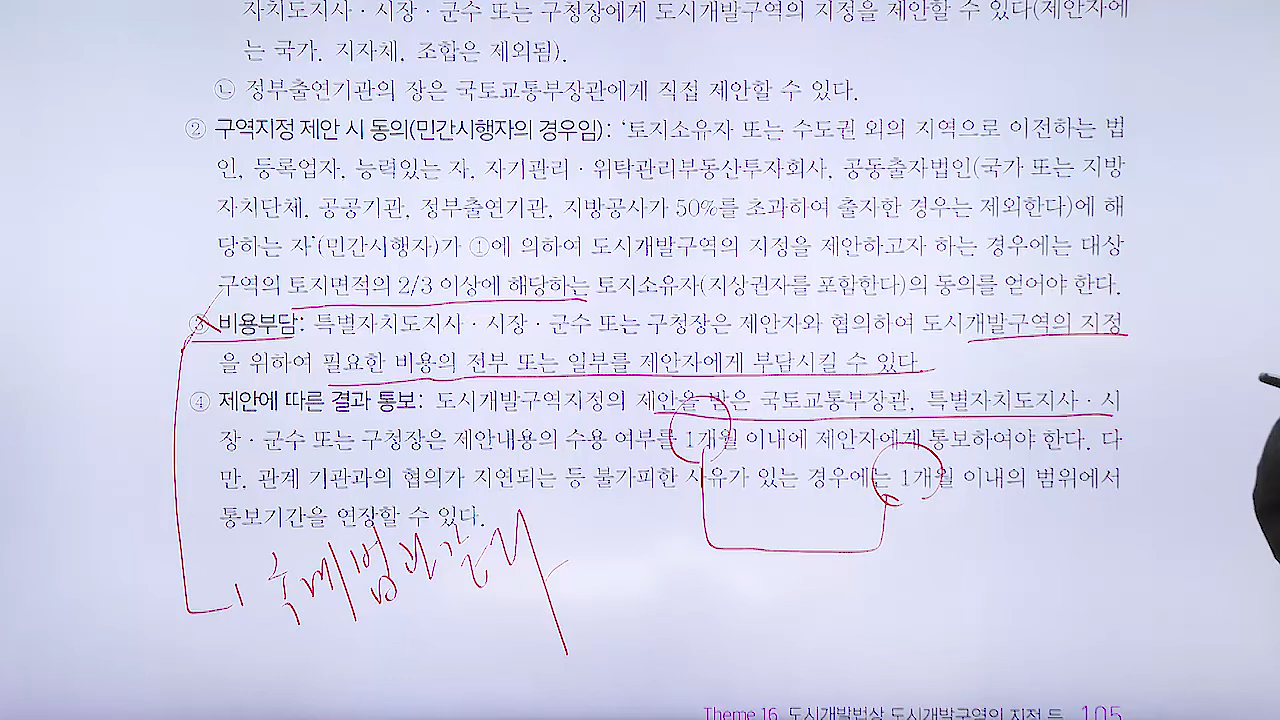 자치도지사 · 시장 · 군수 또는 구청장에게 도시개발구역의 지정을 제안할 수 있다(제안자에
는 국가, 지자체, 조합은 제외됨).
㉡ 정부출연기관의 장은 국토교통부장관에게 직접 제안할 수 있다.
② 구역지정 제안 시 동의(민간시행자의 경우임): ‘토지소유자 또는 수도권 외의 지역으로 이전하는 법
인, 등록업자, 능력있는 자, 자기관리 · 위탁관리부동산투자회사, 공동출자법인(국가 또는 지방
자치단체, 공공기관, 정부출연기관, 지방공사가 50%를 초과하여 출자한 경우는 제외한다)에 해
당하는 자’(민간시행자)가 ①에 의하여 도시개발구역의 지정을 제안하고자 하는 경우에는 대상
구역의 토지면적의 2/3 이상에 해당하는 토지소유자(지상권자를 포함한다)의 동의를 얻어야 한다.
③ 비용부담: 특별자치도지사 · 시장 · 군수 또는 구청장은 제안자와 협의하여 도시개발구역의 지정
을 위하여 필요한 비용의 전부 또는 일부를 제안자에게 부담시킬 수 있다.
④ 제안에 따른 결과 통보: 도시개발구역지정의 제안을 받은 국토교통부장관, 특별자치도지사 · 시
장 · 군수 또는 구청장은 제안내용의 수용 여부를 1개월 이내에 제안자에게 통보하여야 한다. 다
만, 관계 기관과의 협의가 지연되는 등 불가피한 사유가 있는 경우에는 1개월 이내의 범위에서
통보기간을 연장할 수 있다.
Theme 16 도시개발법상 도시개발구역의 지정 등 105